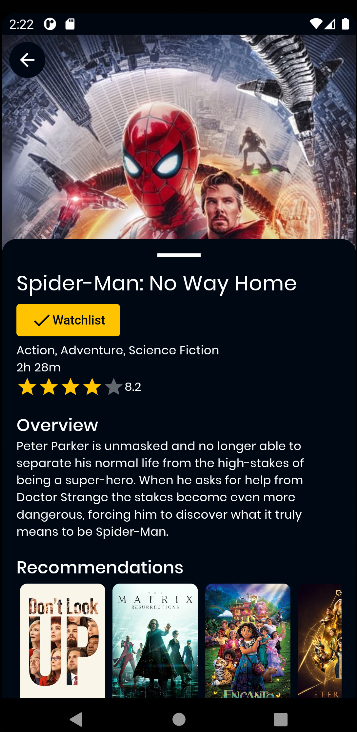 2:22
Spider-Man: No Way Home
Watchlist
Action, Adventure, Science Fiction
2h 28m
8.2
Overview
Peter Parker is unmasked and no longer able to
separate his normal life from the high-stakes of
being a super-hero. When he asks for help from
Doctor Strange the stakes become even more
dangerous, forcing him to discover what it truly
means to be Spider-Man.
Recommendations
Don't Look
UP
MATRIX
RESURRECTIONS
ENCANTO
ETER